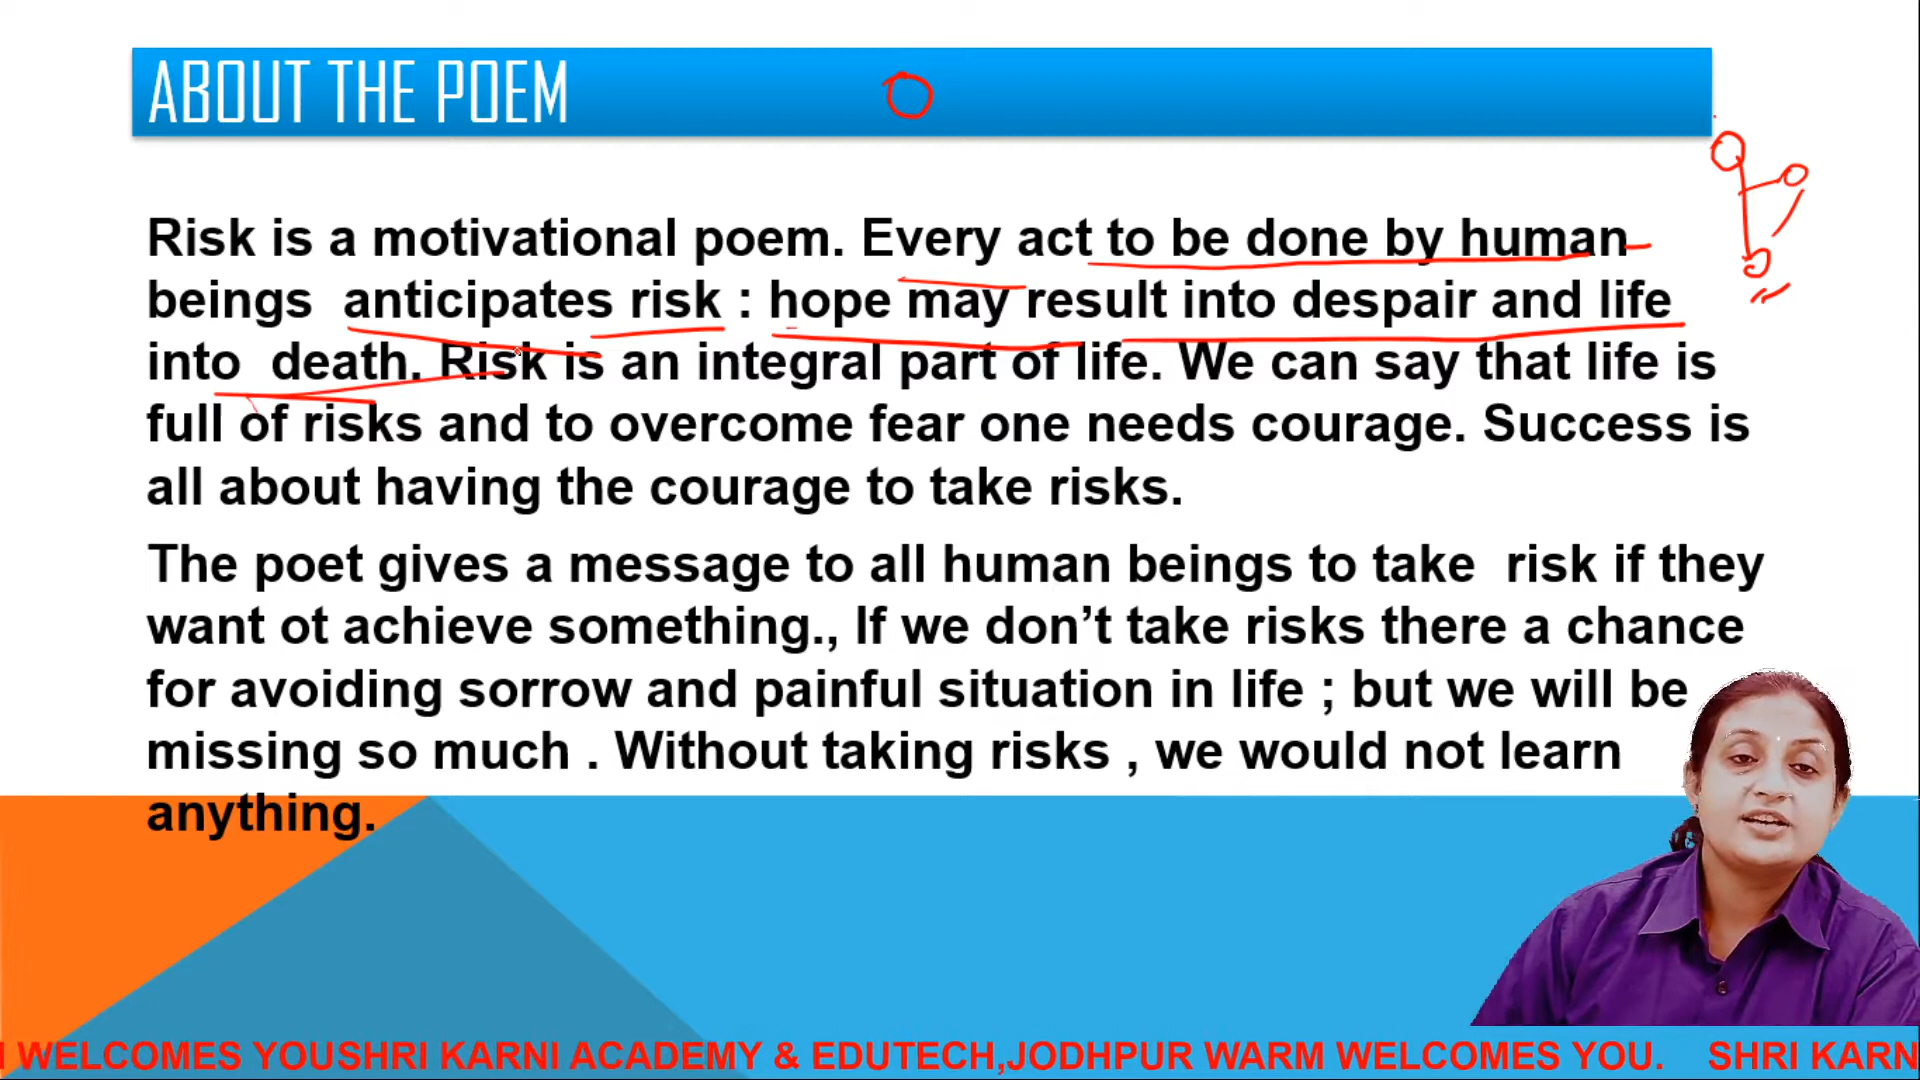 ABOUT THE POEM
Risk is a motivational poem. Every act to be done by human
beings anticipates risk : hope may result into despair and life
into death. Risk is an integral part of life. We can say that life is
full of risks and to overcome fear one needs courage. Success is
all about having the courage to take risks.
The poet gives a message to all human beings to take risk if they
want ot achieve something., If we don’t take risks there a chance
for avoiding sorrow and painful situation in life ; but we will be
missing so much . Without taking risks , we would not learn
anything.
I WELCOMES YOUSHRI KARNI ACADEMY & EDUTECH,JODHPUR WARM WELCOMES YOU. SHRI KARN